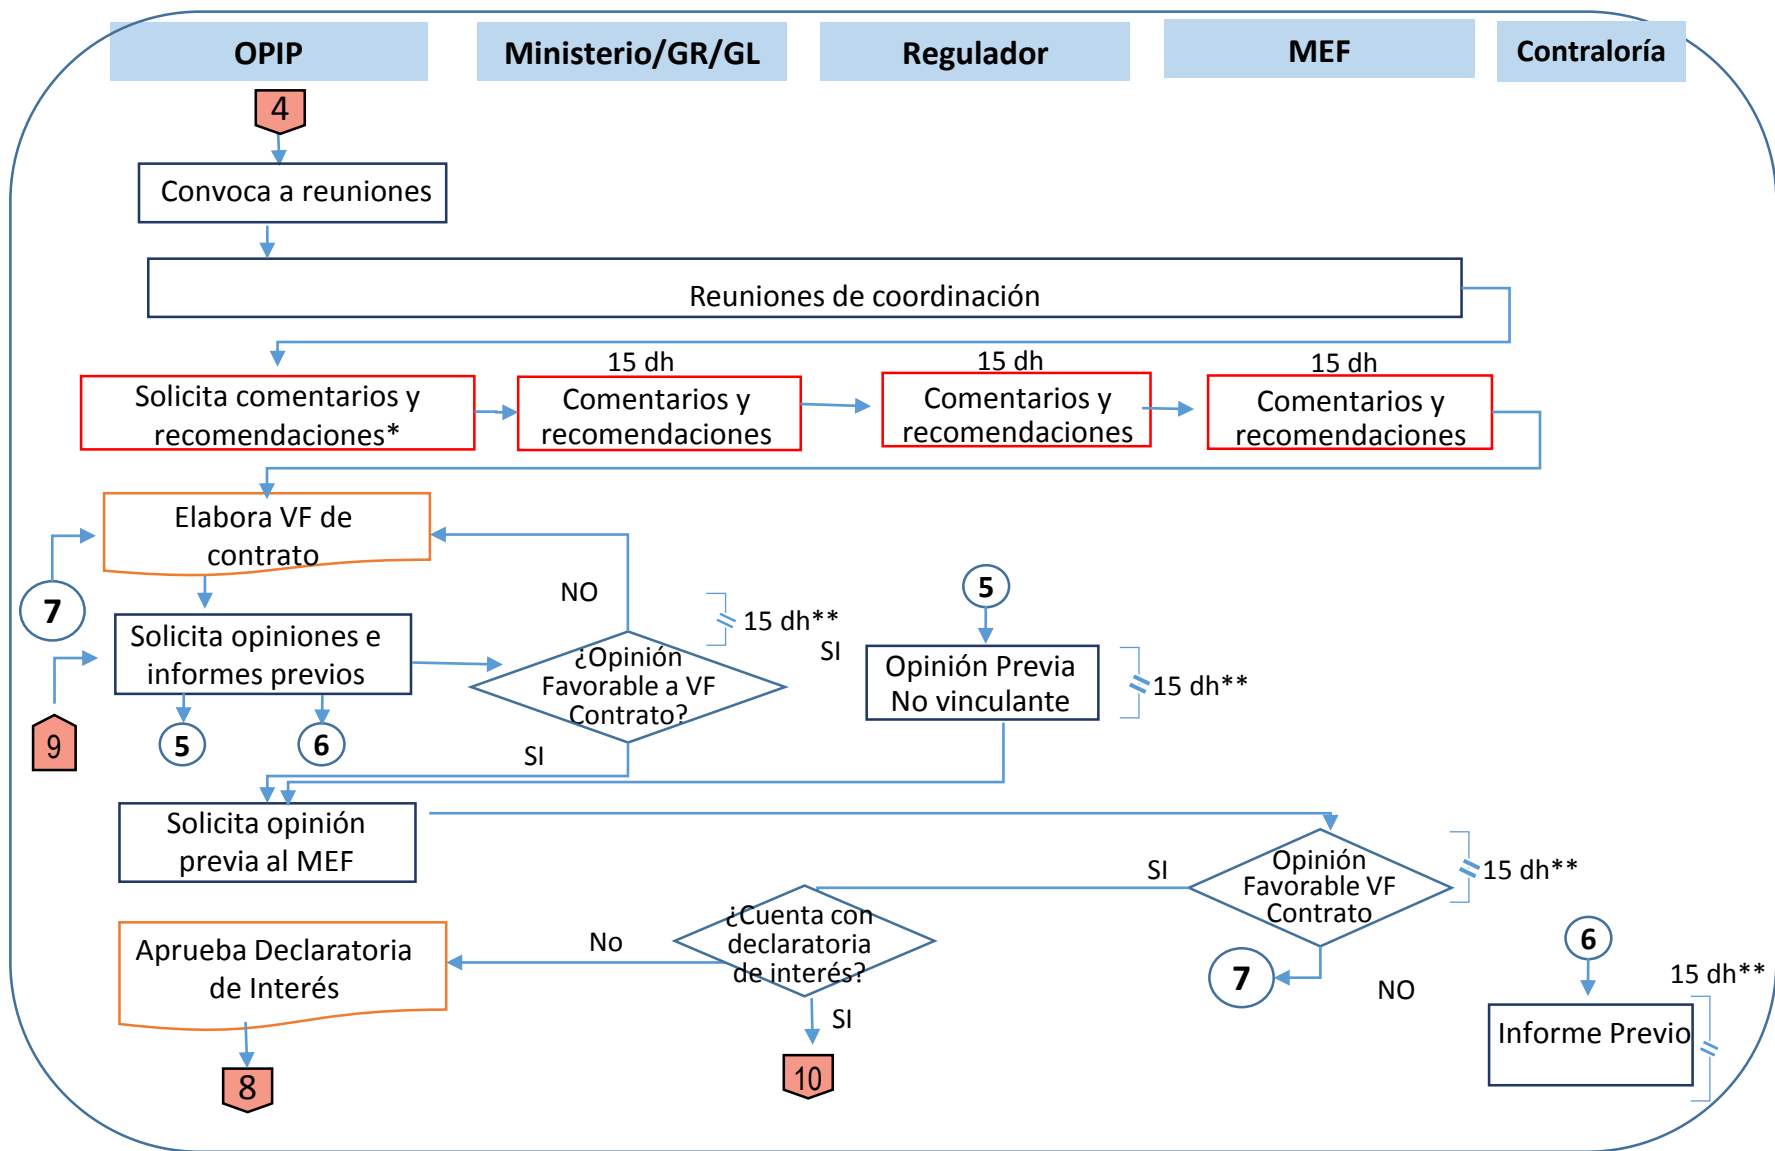 OPIP
Ministerio/GR/GL
Regulador
MEF
Contraloría
4
Convoca a reuniones
Reuniones de coordinación
15 dh
15 dh
15 dh
Solicita comentarios y
recomendaciones*
Comentarios y
recomendaciones
Comentarios y
recomendaciones
Comentarios y
recomendaciones
Elabora VF de
contrato
7
NO
15 dh**
SI
5
Solicita opiniones e
informes previos
¿Opinión
Favorable a VF
Contrato?
Opinión Previa
No vinculante
15 dh**
9
5
6
SI
Solicita opinión
previa al MEF
SI
Opinión
Favorable VF
Contrato
15 dh**
Aprueba Declaratoria
de Interés
No
¿Cuenta con
declaratoria
de interés?
7
NO
6
15 dh**
SI
Informe Previo
8
10